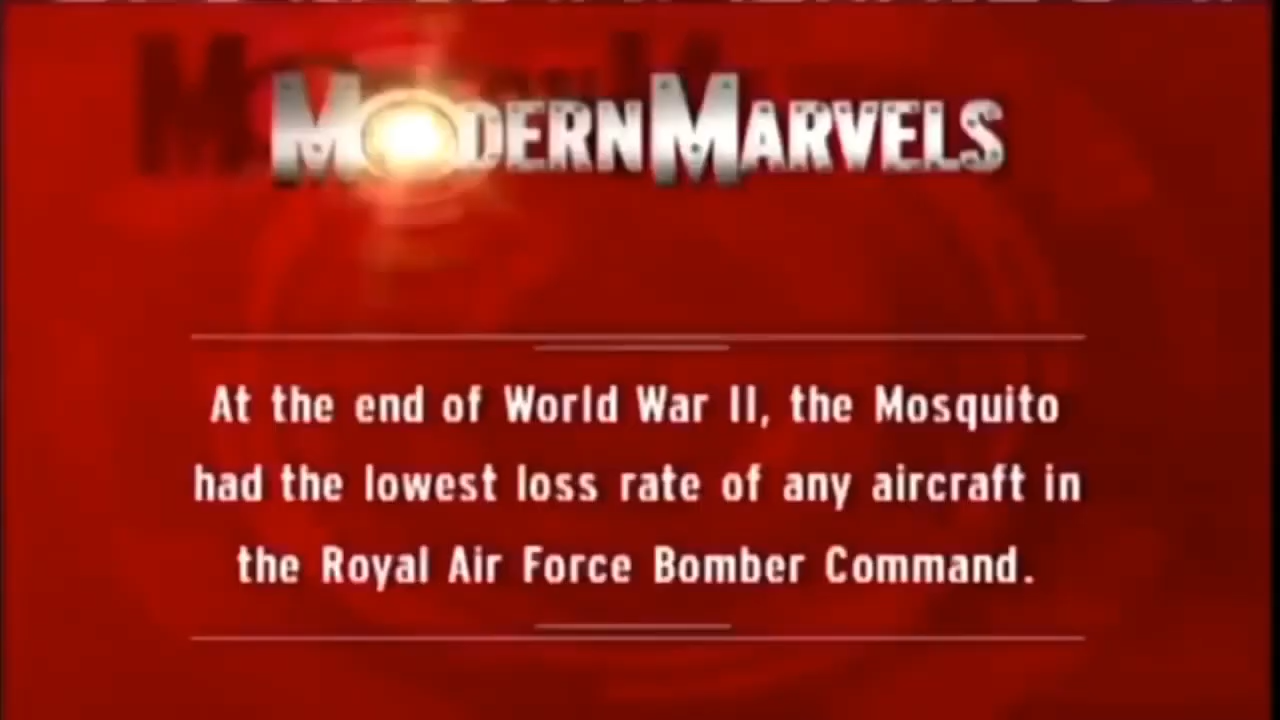 MODERN MARVELS
At the end of World War II, the Mosquito
had the lowest loss rate of any aircraft in
the Royal Air Force Bomber Command.